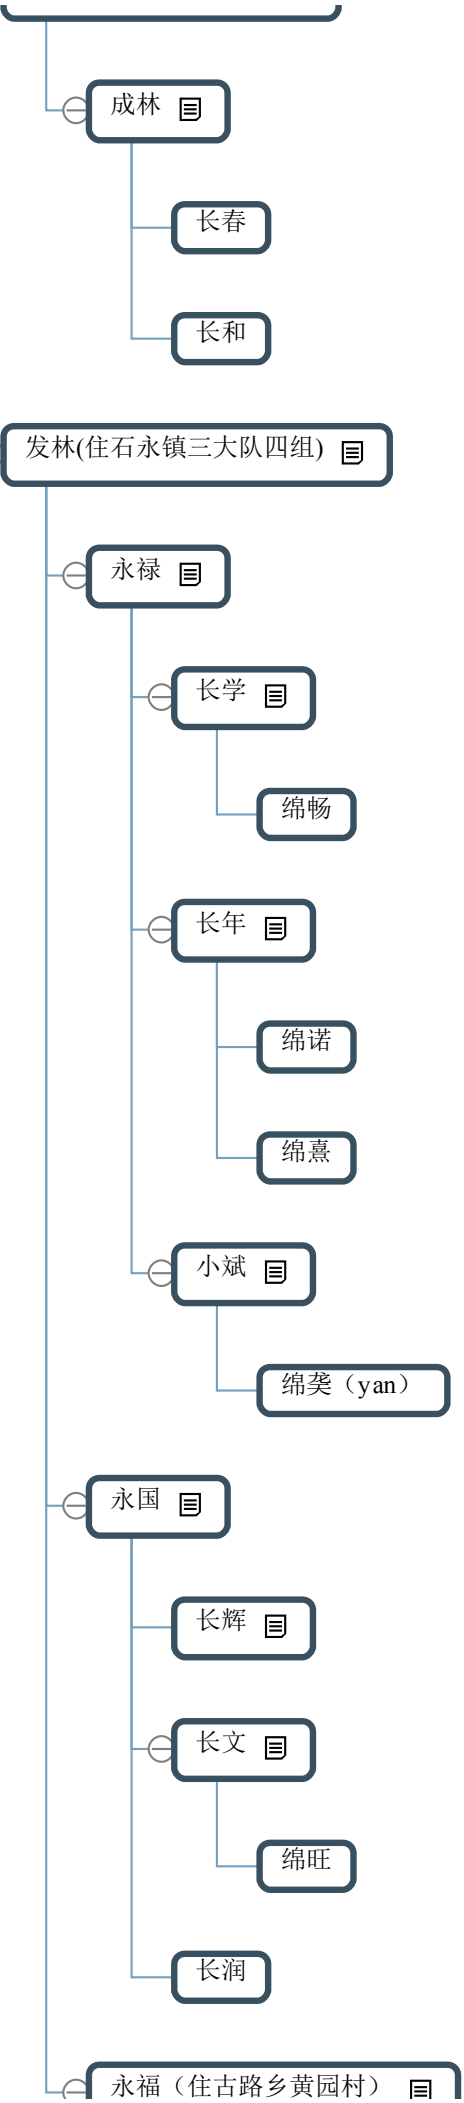 成林
长春
长和
发林(住石永镇三大队四组)
永禄
长学
绵畅
长年
绵诺
绵熹
小斌
绵䶮（yan）
永国
长辉
长文
绵旺
长润
永福（住古路乡黄园村）